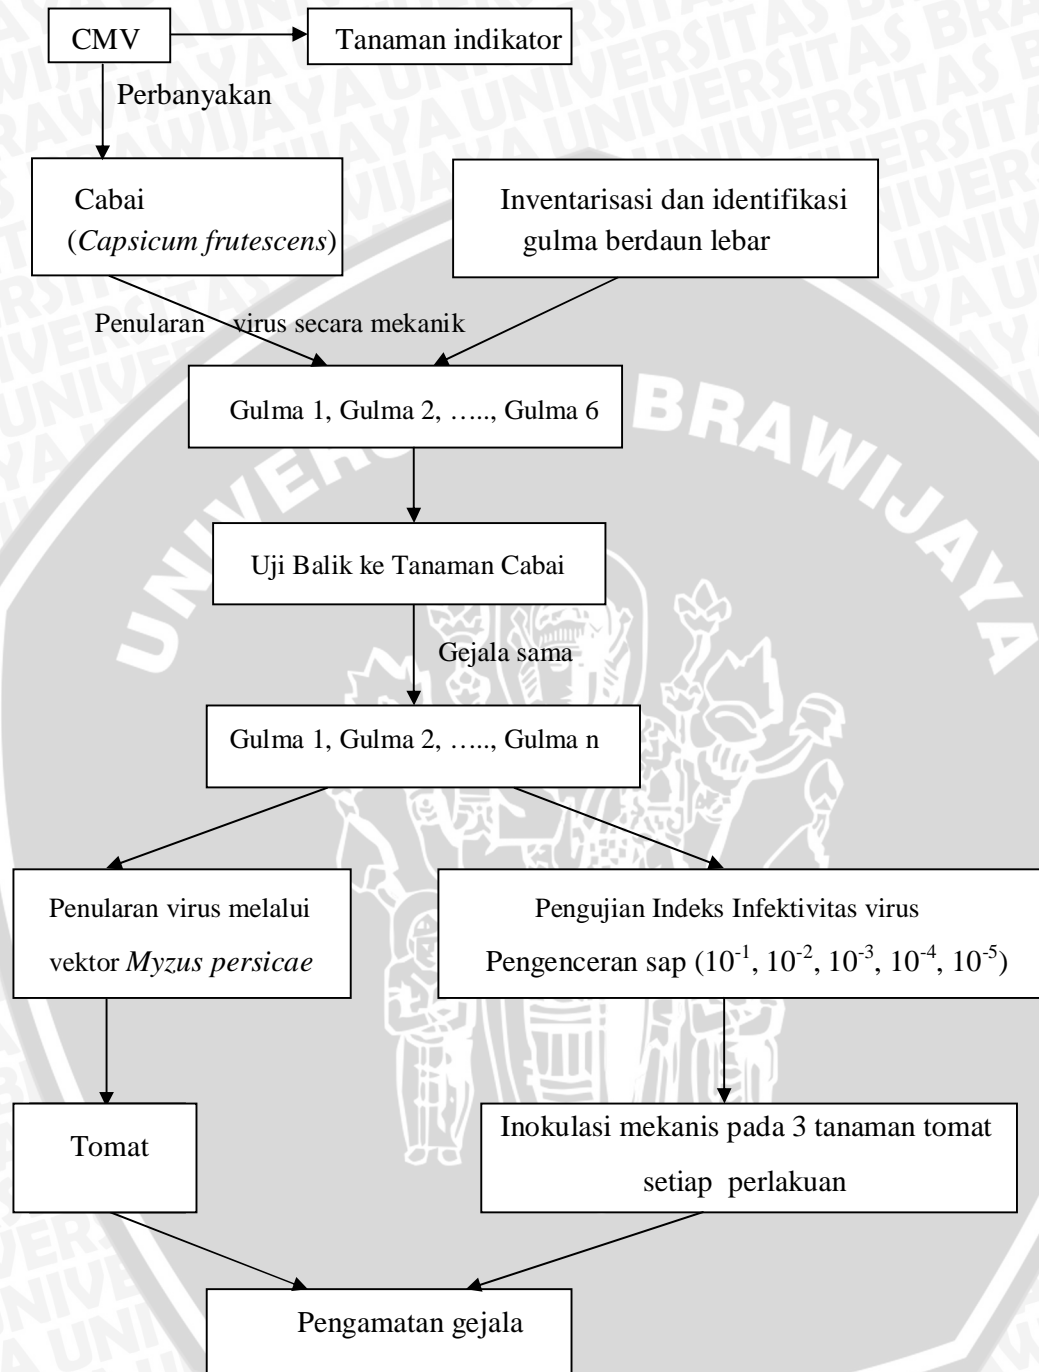 CMV
Tanaman indikator
Perbanyakan
Cabai
(Capsicum frutescens)
Inventarisasi dan identifikasi
gulma berdaun lebar
Penularan virus secara mekanik
Gulma 1, Gulma 2, ….., Gulma 6
Uji Balik ke Tanaman Cabai
Gejala sama
Gulma 1, Gulma 2, ….., Gulma n
Penularan virus melalui
vektor Myzus persicae
Pengujian Indeks Infektivitas virus
Pengenceran sap (10⁻¹, 10⁻², 10⁻³, 10⁻⁴, 10⁻⁵)
Tomat
Inokulasi mekanis pada 3 tanaman tomat
setiap perlakuan
Pengamatan gejala
BRAWIJAYA